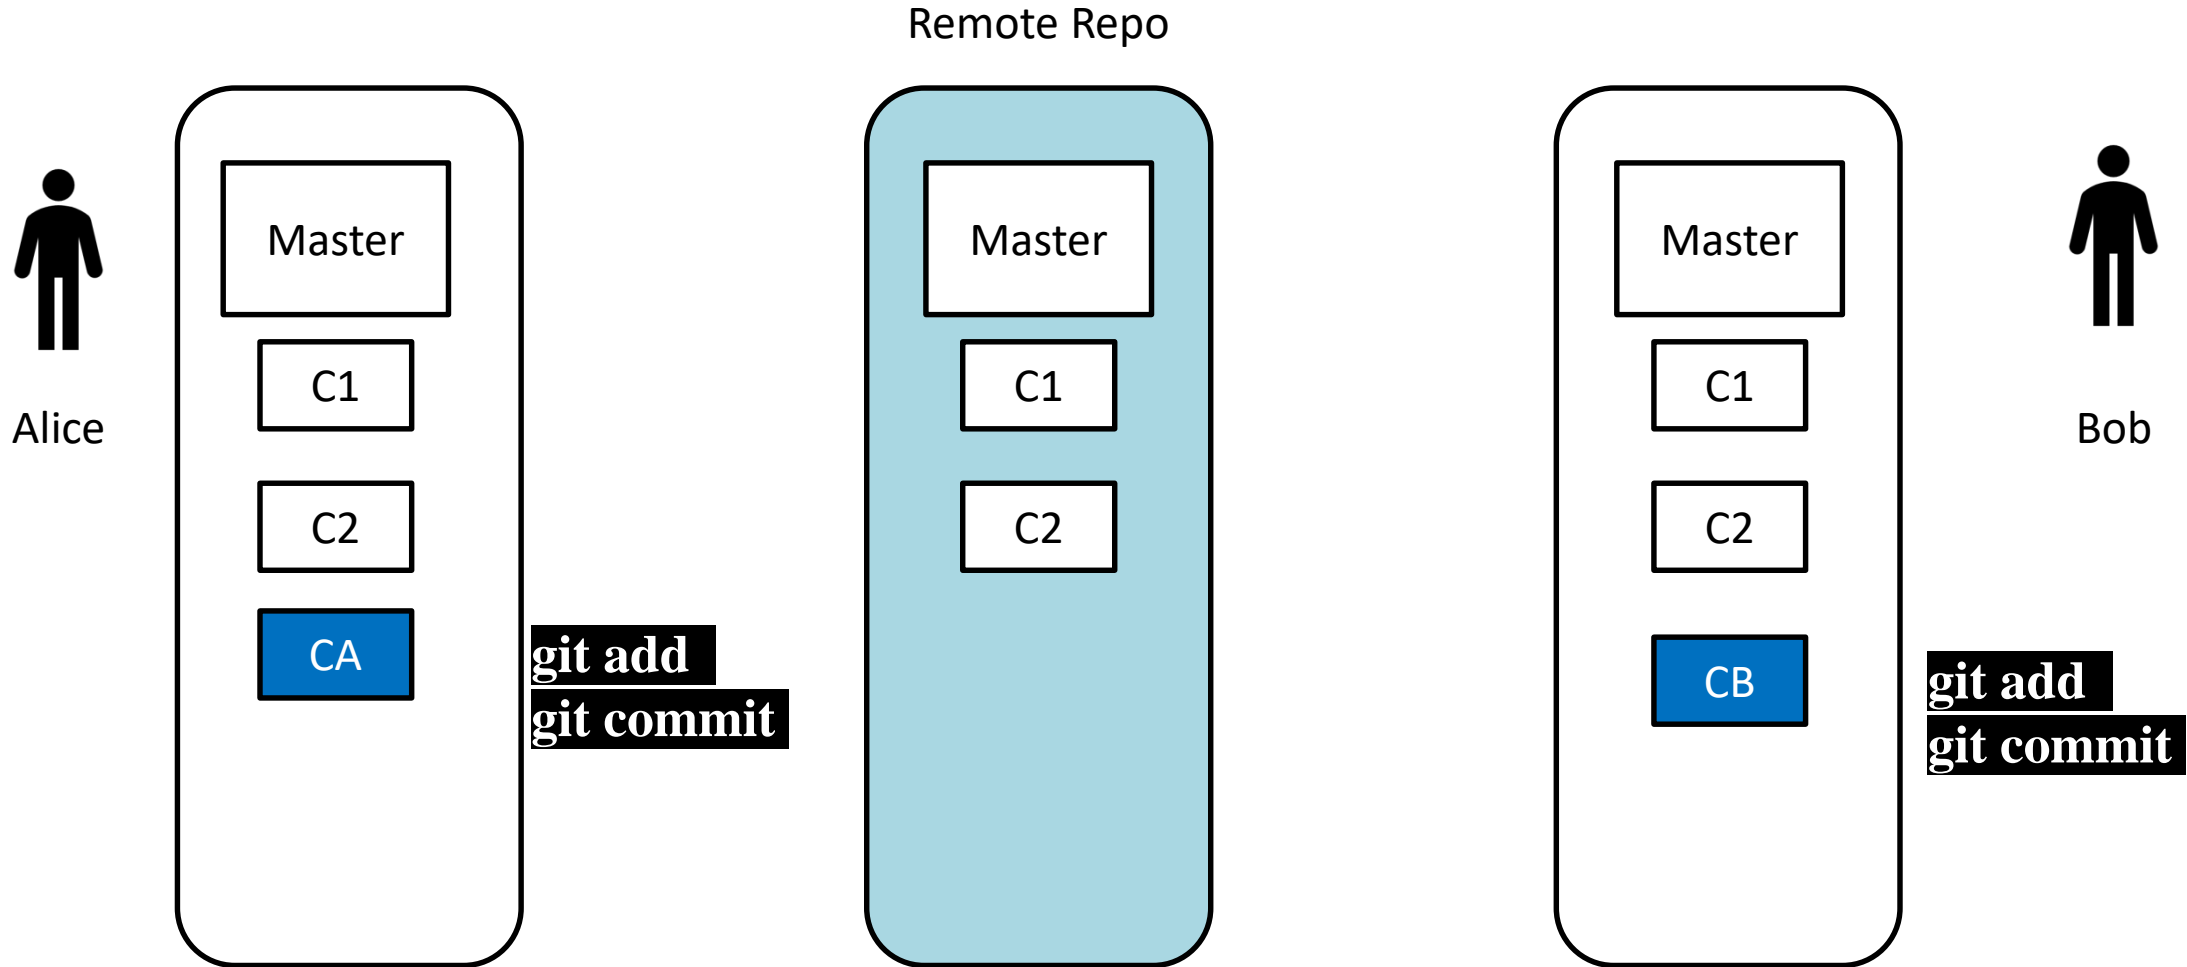 Remote Repo
Alice
Master
C1
C2
CA
git add
git commit
Master
C1
C2
Master
C1
C2
CB
git add
git commit
Bob